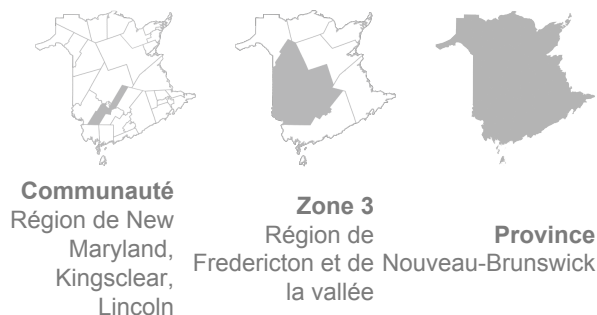 Communauté
Région de New
Maryland,
Kingsclear,
Lincoln
Zone 3
Région de
Fredericton et de
la vallée
Province
Nouveau-Brunswick